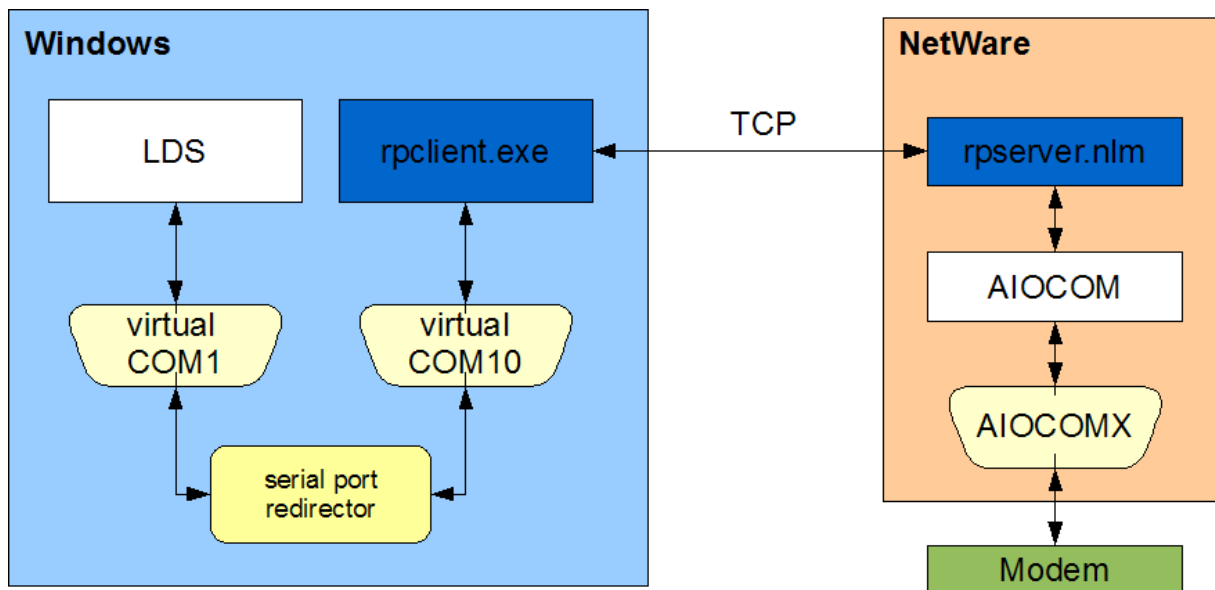 Windows
NetWare
LDS
rpclient.exe
TCP
rpserver.nlm
AIOCOM
virtual
COM1
virtual
COM10
AIOCOMX
serial port
redirector
Modem